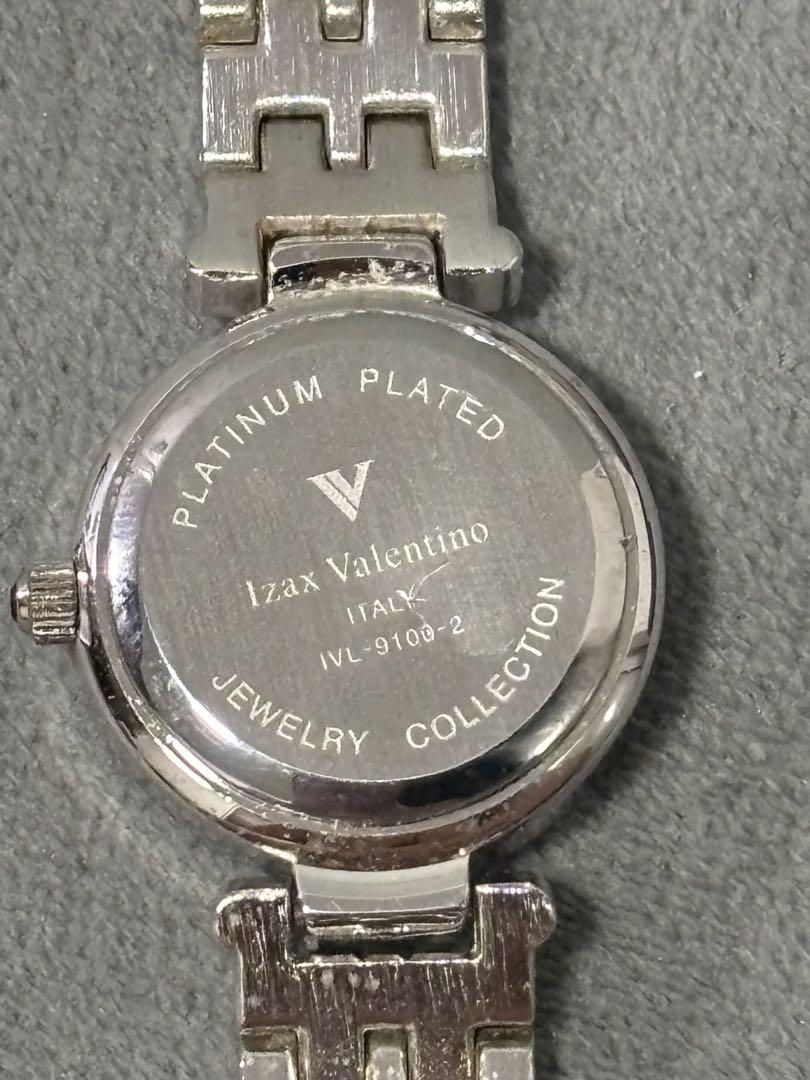 PLATINUM PLATED
Izax Valentino
ITALY
IVL-9100-2
JEWELRY COLLECTION